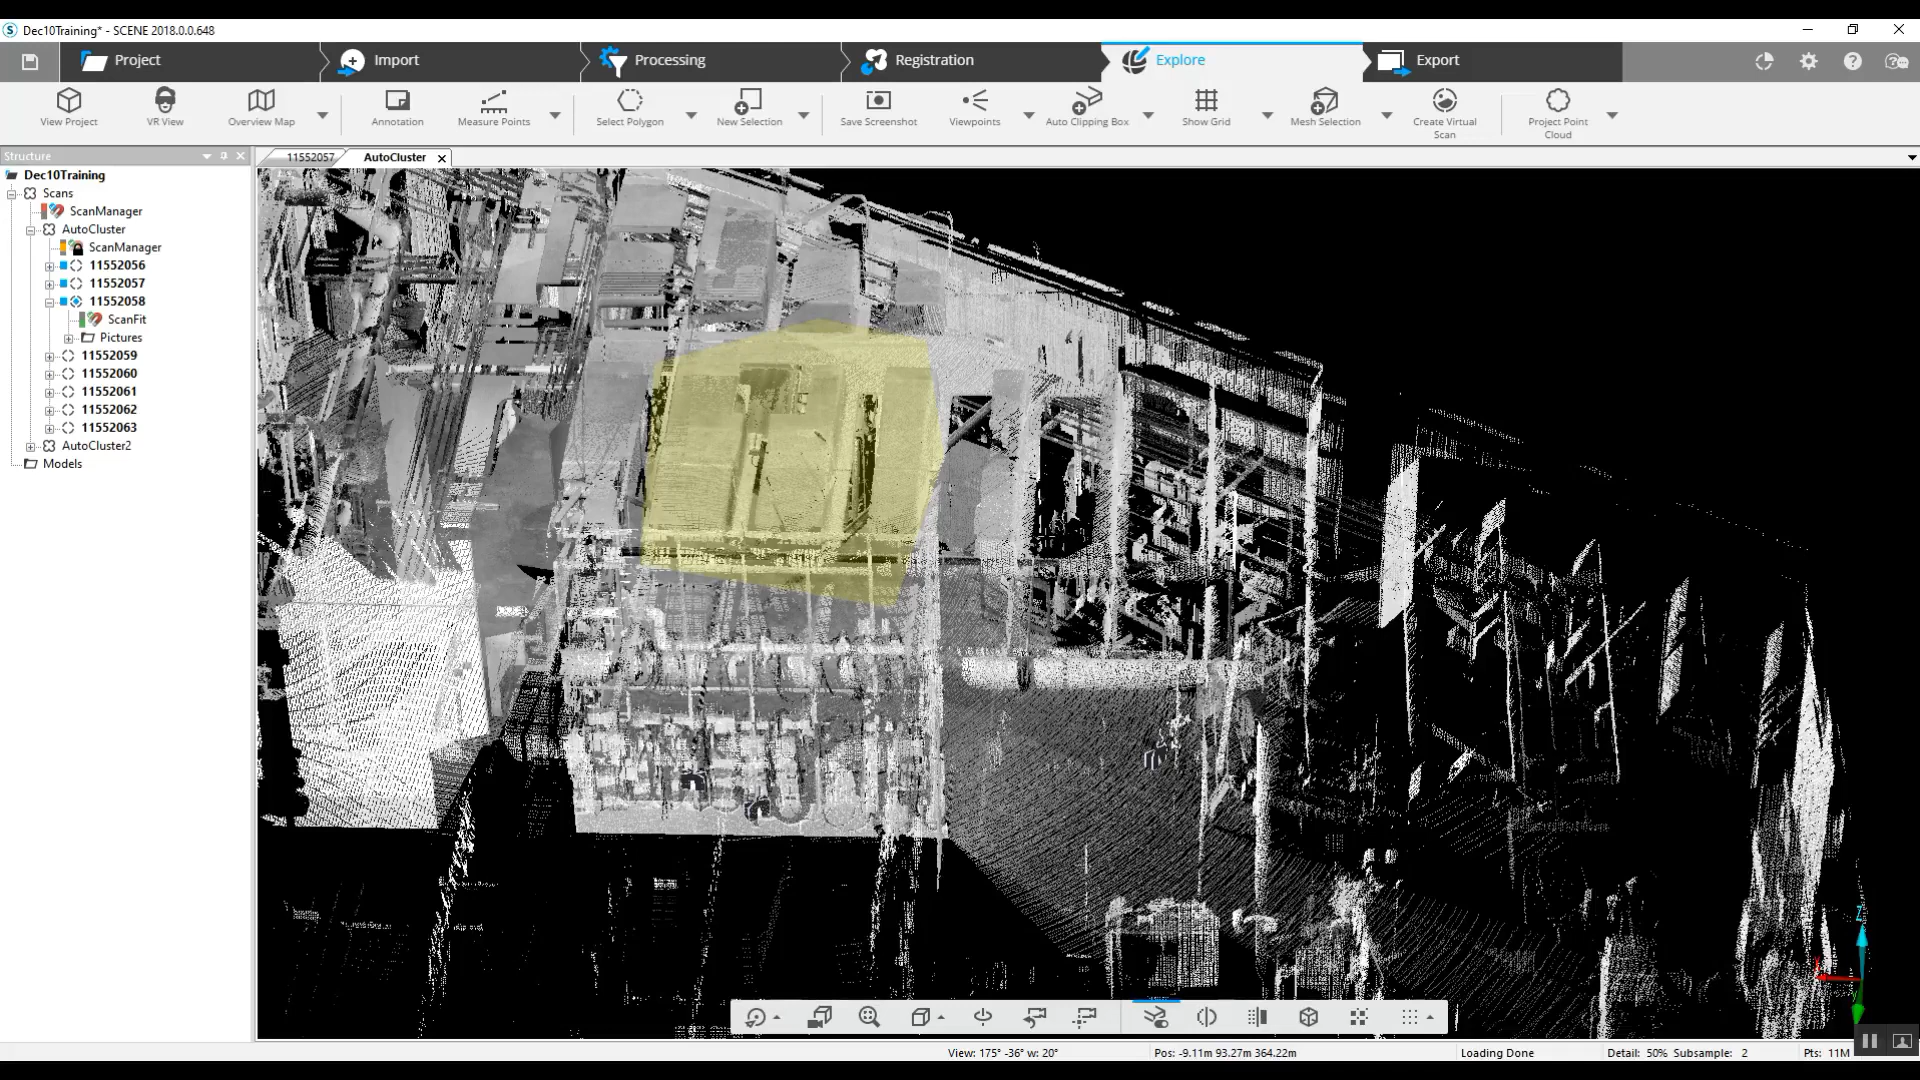 Dec10Training* - SCENE 2018.0.0.648
Project
Import
Processing
Registration
Explore
Export
View Project
VR View
Overview Map
Annotation
Measure Points
Select Polygon
New Selection
Save Screenshot
Viewpoints
Auto Clipping Box
Show Grid
Mesh Selection
Create Virtual
Scan
Project Point
Cloud
Structure
11552057
AutoCluster
Dec10Training
Scans
ScanManager
AutoCluster
ScanManager
11552056
11552057
11552058
ScanFit
Pictures
11552059
11552060
11552061
11552062
11552063
AutoCluster2
Models
Z
View: 175° -36° w: 20°
Pos: -9.11m 93.27m 364.22m
Loading Done
Detail: 50% Subsample: 2
Pts: 11M